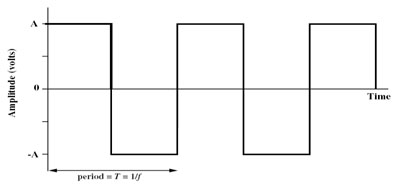 A
Amplitude (volts)
0
Time
-A
period = T = 1/f